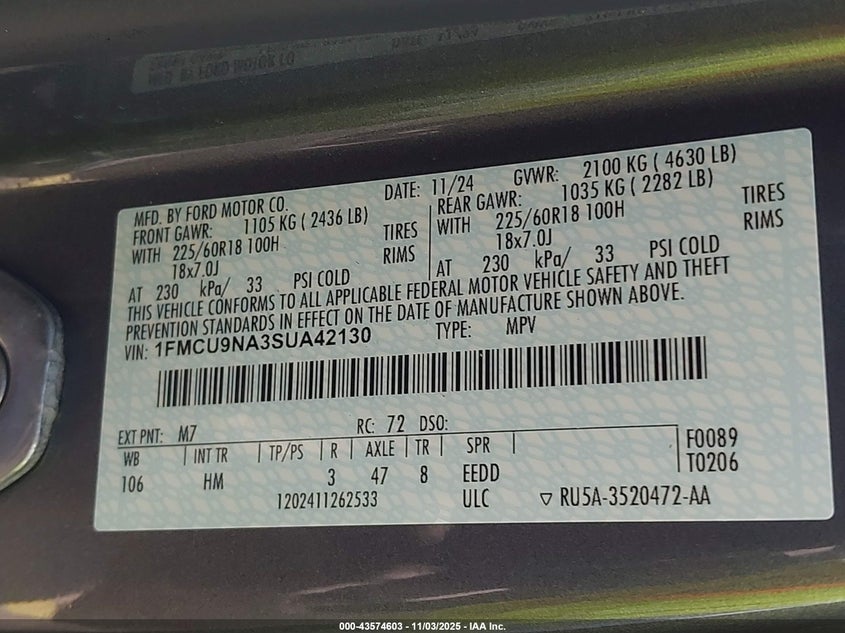 MFD. BY FORD MOTOR CO.
DATE: 11/24 GVWR: 2100 KG ( 4630 LB)
FRONT GAWR: 1105 KG ( 2436 LB)
REAR GAWR: 1035 KG ( 2282 LB)
WITH 225/60R18 100H TIRES
WITH 225/60R18 100H TIRES
18x7.0J RIMS
18x7.0J RIMS
AT 230 kPa/ 33 PSI COLD
AT 230 kPa/ 33 PSI COLD
THIS VEHICLE CONFORMS TO ALL APPLICABLE FEDERAL MOTOR VEHICLE SAFETY AND THEFT
PREVENTION STANDARDS IN EFFECT ON THE DATE OF MANUFACTURE SHOWN ABOVE.
VIN: 1FMCU9NA3SUA42130 TYPE: MPV
EXT PNT: M7 RC: 72 DSO:
WB | INT TR | TP/PS | R | AXLE | TR | SPR |
106 HM 3 47 8 EEDD
F0089
T0206
1202411262533 ULC ▽ RU5A-3520472-AA
000-43574603 - 11/03/2025 - IAA Inc.